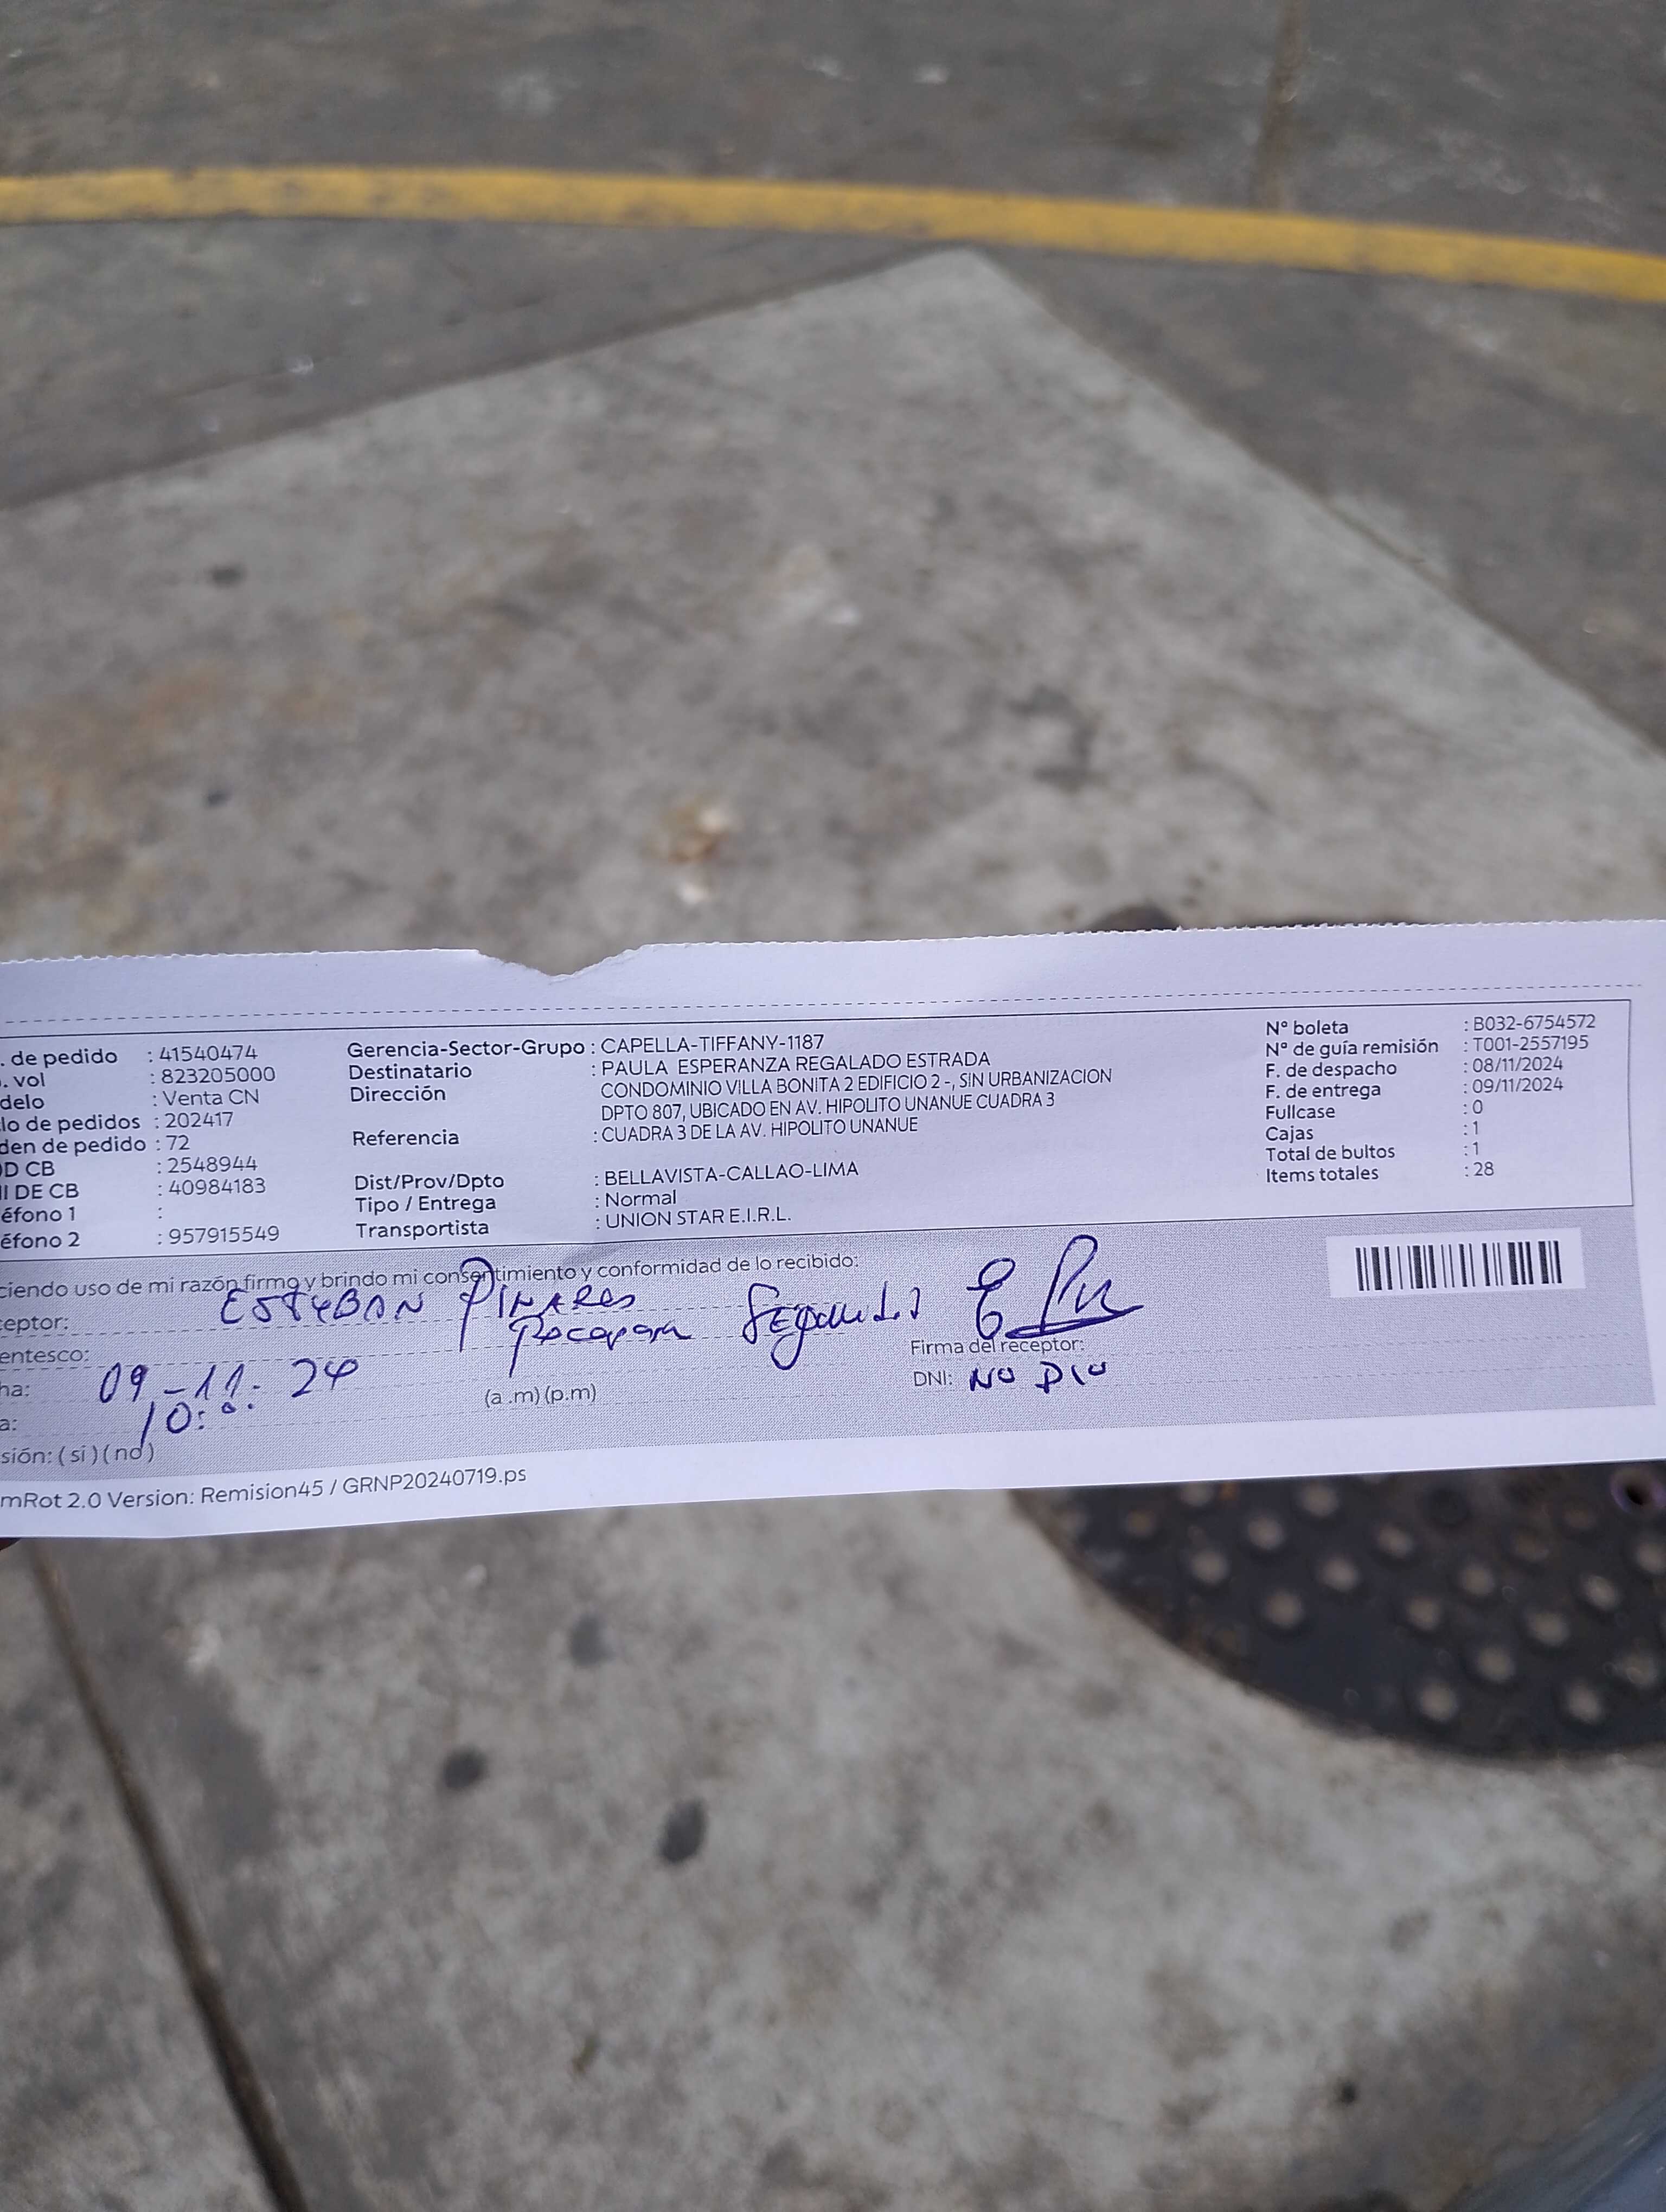 . de pedido : 41540474
. vol : 823205000
delo : Venta CN
lo de pedidos : 202417
den de pedido : 72
D CB : 2548944
I DE CB : 40984183
éfono 1 :
éfono 2 : 957915549
Gerencia-Sector-Grupo : CAPELLA-TIFFANY-1187
Destinatario : PAULA ESPERANZA REGALADO ESTRADA
Dirección CONDOMINIO VILLA BONITA 2 EDIFICIO 2 -, SIN URBANIZACION
DPTO 807, UBICADO EN AV. HIPOLITO UNANUE CUADRA 3
Referencia : CUADRA 3 DE LA AV. HIPOLITO UNANUE
Dist/Prov/Dpto : BELLAVISTA-CALLAO-LIMA
Tipo / Entrega : Normal
Transportista : UNION STAR E.I.R.L.
Nº boleta : B032-6754572
Nº de guía remisión : T001-2557195
F. de despacho : 08/11/2024
F. de entrega : 09/11/2024
Fullcase : 0
Cajas : 1
Total de bultos : 1
Items totales : 28
ciendo uso de mi razón firmo y brindo mi consentimiento y conformidad de lo recibido:
ceptor: ESTEBAN PINARES
entesco:
Firma del receptor:
ha: 09-11-24
DNI: NO DIO
a: 10:00 (a .m) (p.m)
sión: ( si ) ( no )
mRot 2.0 Version: Remision45 / GRNP20240719.ps